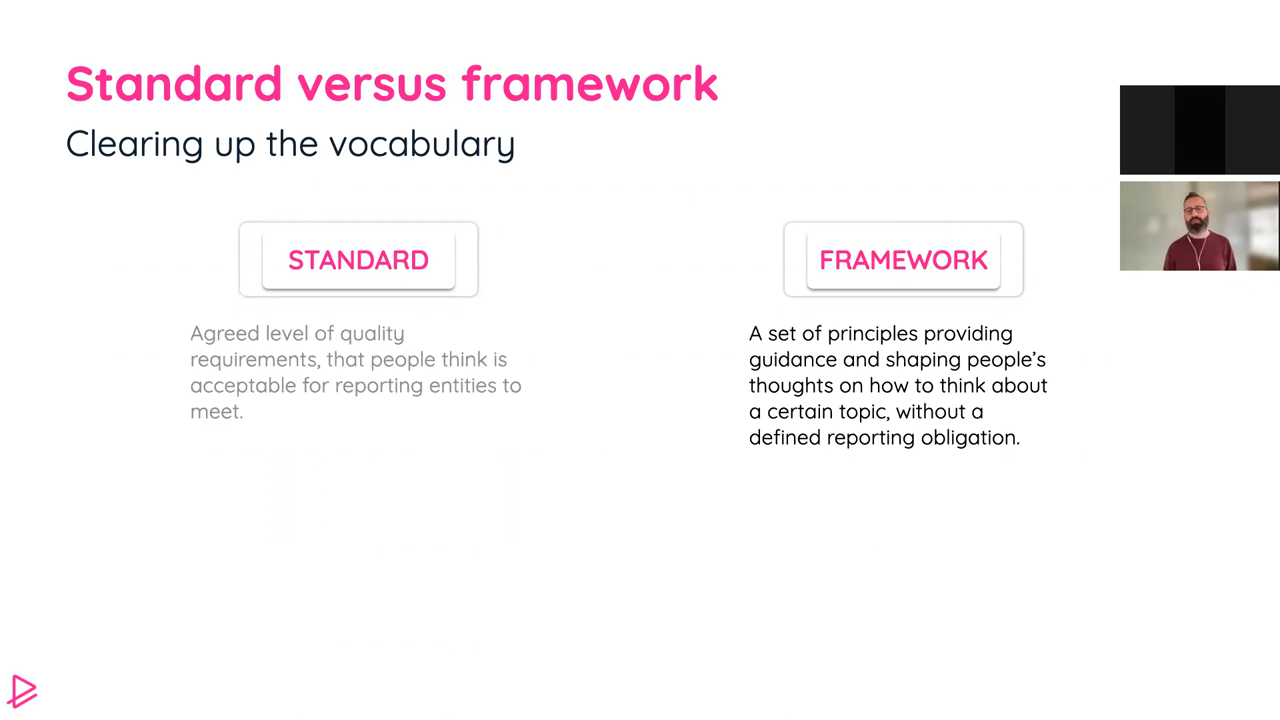 Standard versus framework
Clearing up the vocabulary
STANDARD
Agreed level of quality
requirements, that people think is
acceptable for reporting entities to
meet.
FRAMEWORK
A set of principles providing
guidance and shaping people’s
thoughts on how to think about
a certain topic, without a
defined reporting obligation.